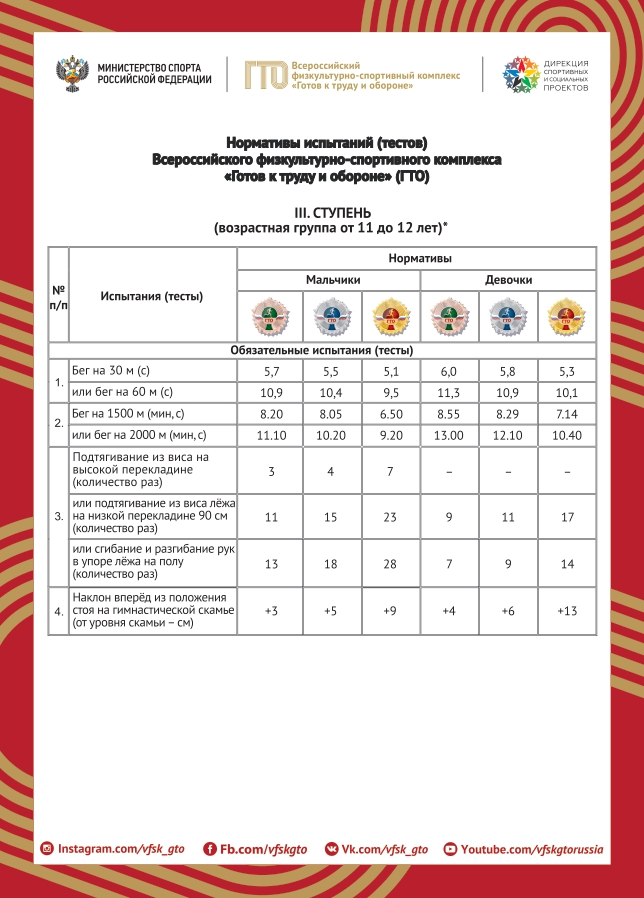 МИНИСТЕРСТВО СПОРТА
РОССИЙСКОЙ ФЕДЕРАЦИИ
ГТО
Всероссийский
физкультурно-спортивный комплекс
«Готов к труду и обороне»
ДИРЕКЦИЯ
СПОРТИВНЫХ
И СОЦИАЛЬНЫХ
ПРОЕКТОВ
Нормативы испытаний (тестов)
Всероссийского физкультурно-спортивного комплекса
«Готов к труду и обороне» (ГТО)
III. СТУПЕНЬ
(возрастная группа от 11 до 12 лет)*
№ п/п Испытания (тесты) Нормативы
Мальчики Девочки
ГТО ГТО ГТО ГТО ГТО ГТО
Обязательные испытания (тесты)
1. Бег на 30 м (с) 5,7 5,5 5,1 6,0 5,8 5,3
или бег на 60 м (с) 10,9 10,4 9,5 11,3 10,9 10,1
2. Бег на 1500 м (мин, с) 8.20 8.05 6.50 8.55 8.29 7.14
или бег на 2000 м (мин, с) 11.10 10.20 9.20 13.00 12.10 10.40
3. Подтягивание из виса на
высокой перекладине
(количество раз) 3 4 7 – – –
или подтягивание из виса лёжа
на низкой перекладине 90 см
(количество раз) 11 15 23 9 11 17
или сгибание и разгибание рук
в упоре лёжа на полу
(количество раз) 13 18 28 7 9 14
4. Наклон вперёд из положения
стоя на гимнастической скамье
(от уровня скамьи – см) +3 +5 +9 +4 +6 +13
Instagram.com/vfsk_gto Fb.com/vfskgto Vk.com/vfsk_gto Youtube.com/vfskgtorussia